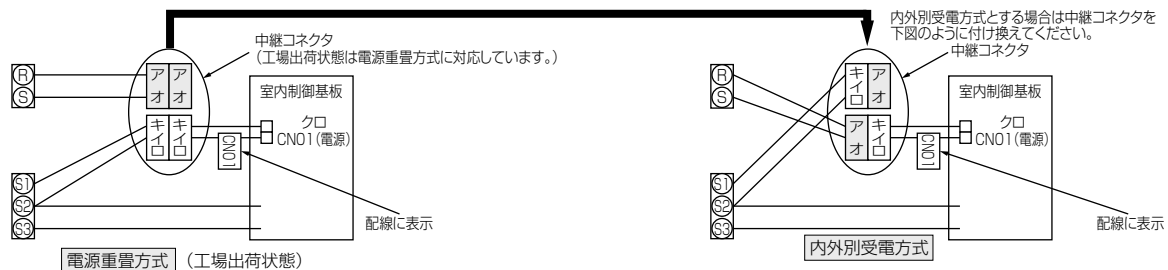 中継コネクタ
(工場出荷状態は電源重畳方式に対応しています。)
R
S
アオ
アオ
キイロ
キイロ
室内制御基板
クロ
CN01(電源)
CN01
S1
S2
S3
配線に表示
電源重畳方式 (工場出荷状態)
内外別受電方式とする場合は中継コネクタを
下図のように付け換えてください。
中継コネクタ
R
S
キイロ
アオ
アオ
キイロ
室内制御基板
クロ
CN01(電源)
CN01
S1
S2
S3
配線に表示
内外別受電方式